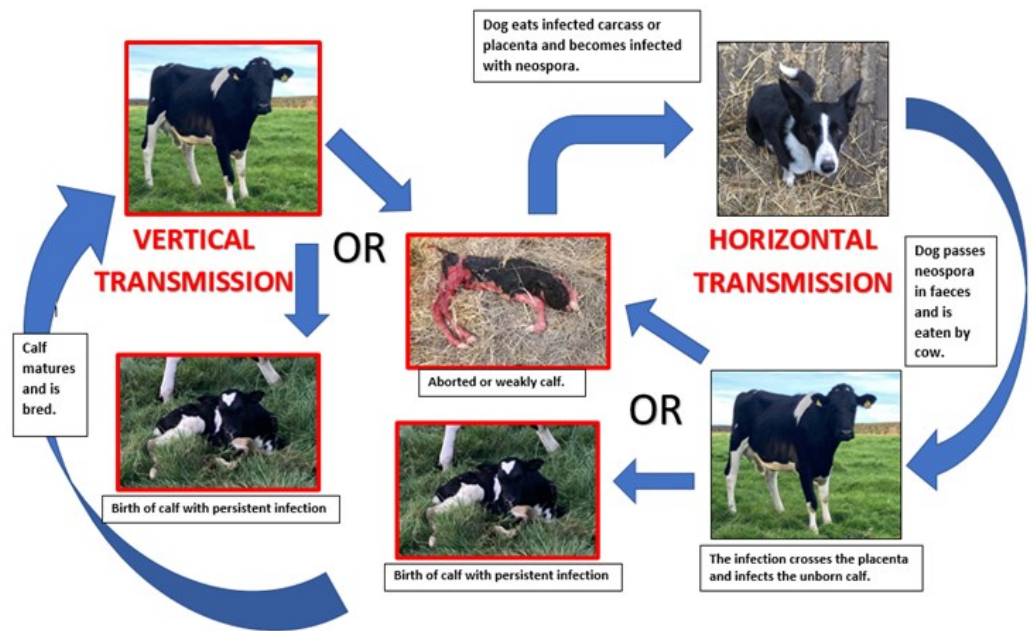 Dog eats infected carcass or
placenta and becomes infected
with neospora.
VERTICAL
TRANSMISSION
OR
HORIZONTAL
TRANSMISSION
Dog passes
neospora
in faeces
and is
eaten by
cow.
Calf
matures
and is
bred.
Aborted or weakly calf.
OR
Birth of calf with persistent infection
Birth of calf with persistent infection
The infection crosses the placenta
and infects the unborn calf.